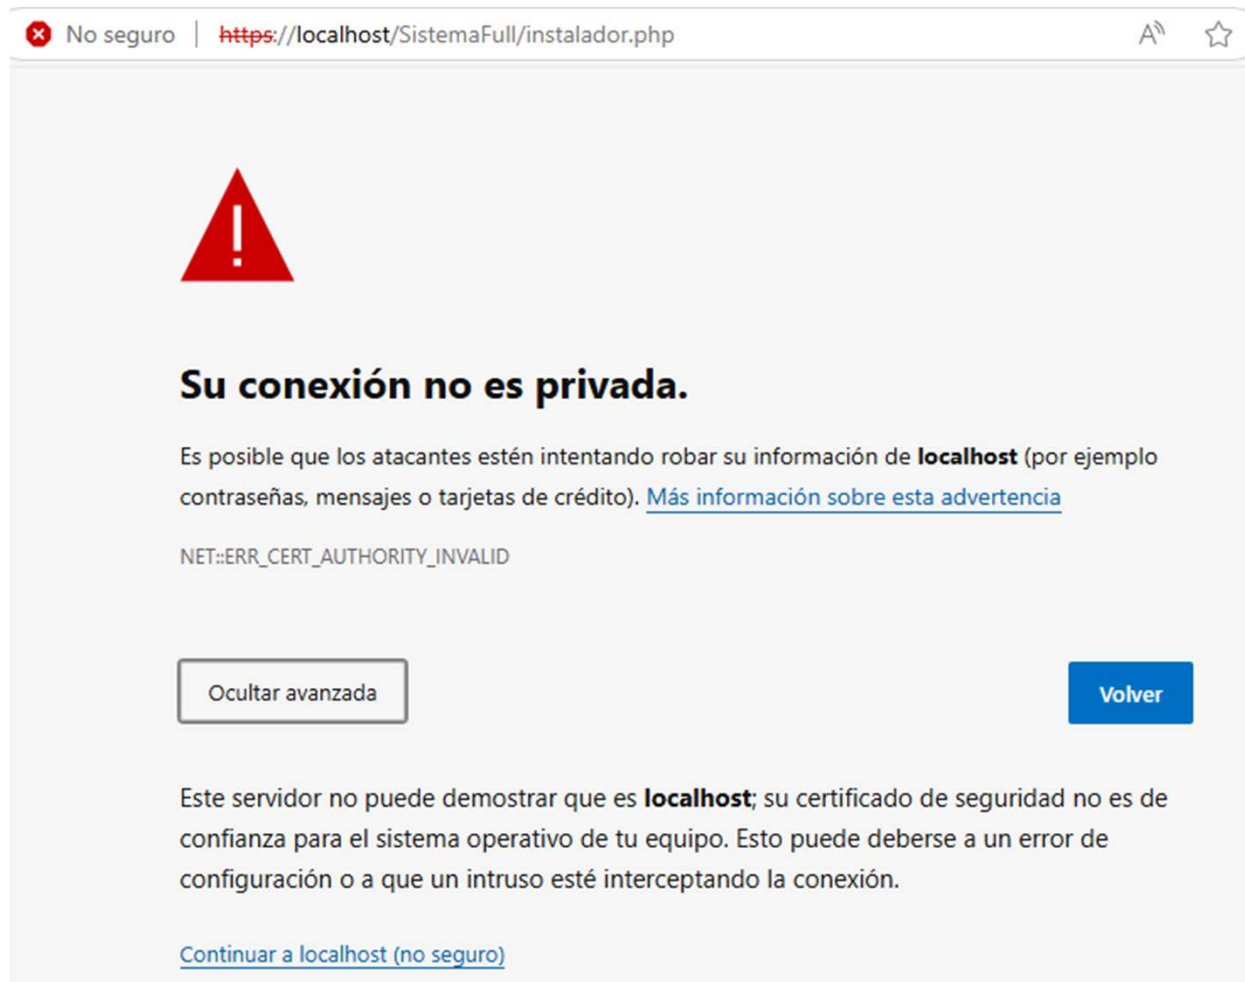 No seguro | https://localhost/SistemaFull/instalador.php A
!
Su conexión no es privada.
Es posible que los atacantes estén intentando robar su información de localhost (por ejemplo
contraseñas, mensajes o tarjetas de crédito). Más información sobre esta advertencia
NET::ERR_CERT_AUTHORITY_INVALID
Ocultar avanzada
Volver
Este servidor no puede demostrar que es localhost; su certificado de seguridad no es de
confianza para el sistema operativo de tu equipo. Esto puede deberse a un error de
configuración o a que un intruso esté interceptando la conexión.
Continuar a localhost (no seguro)